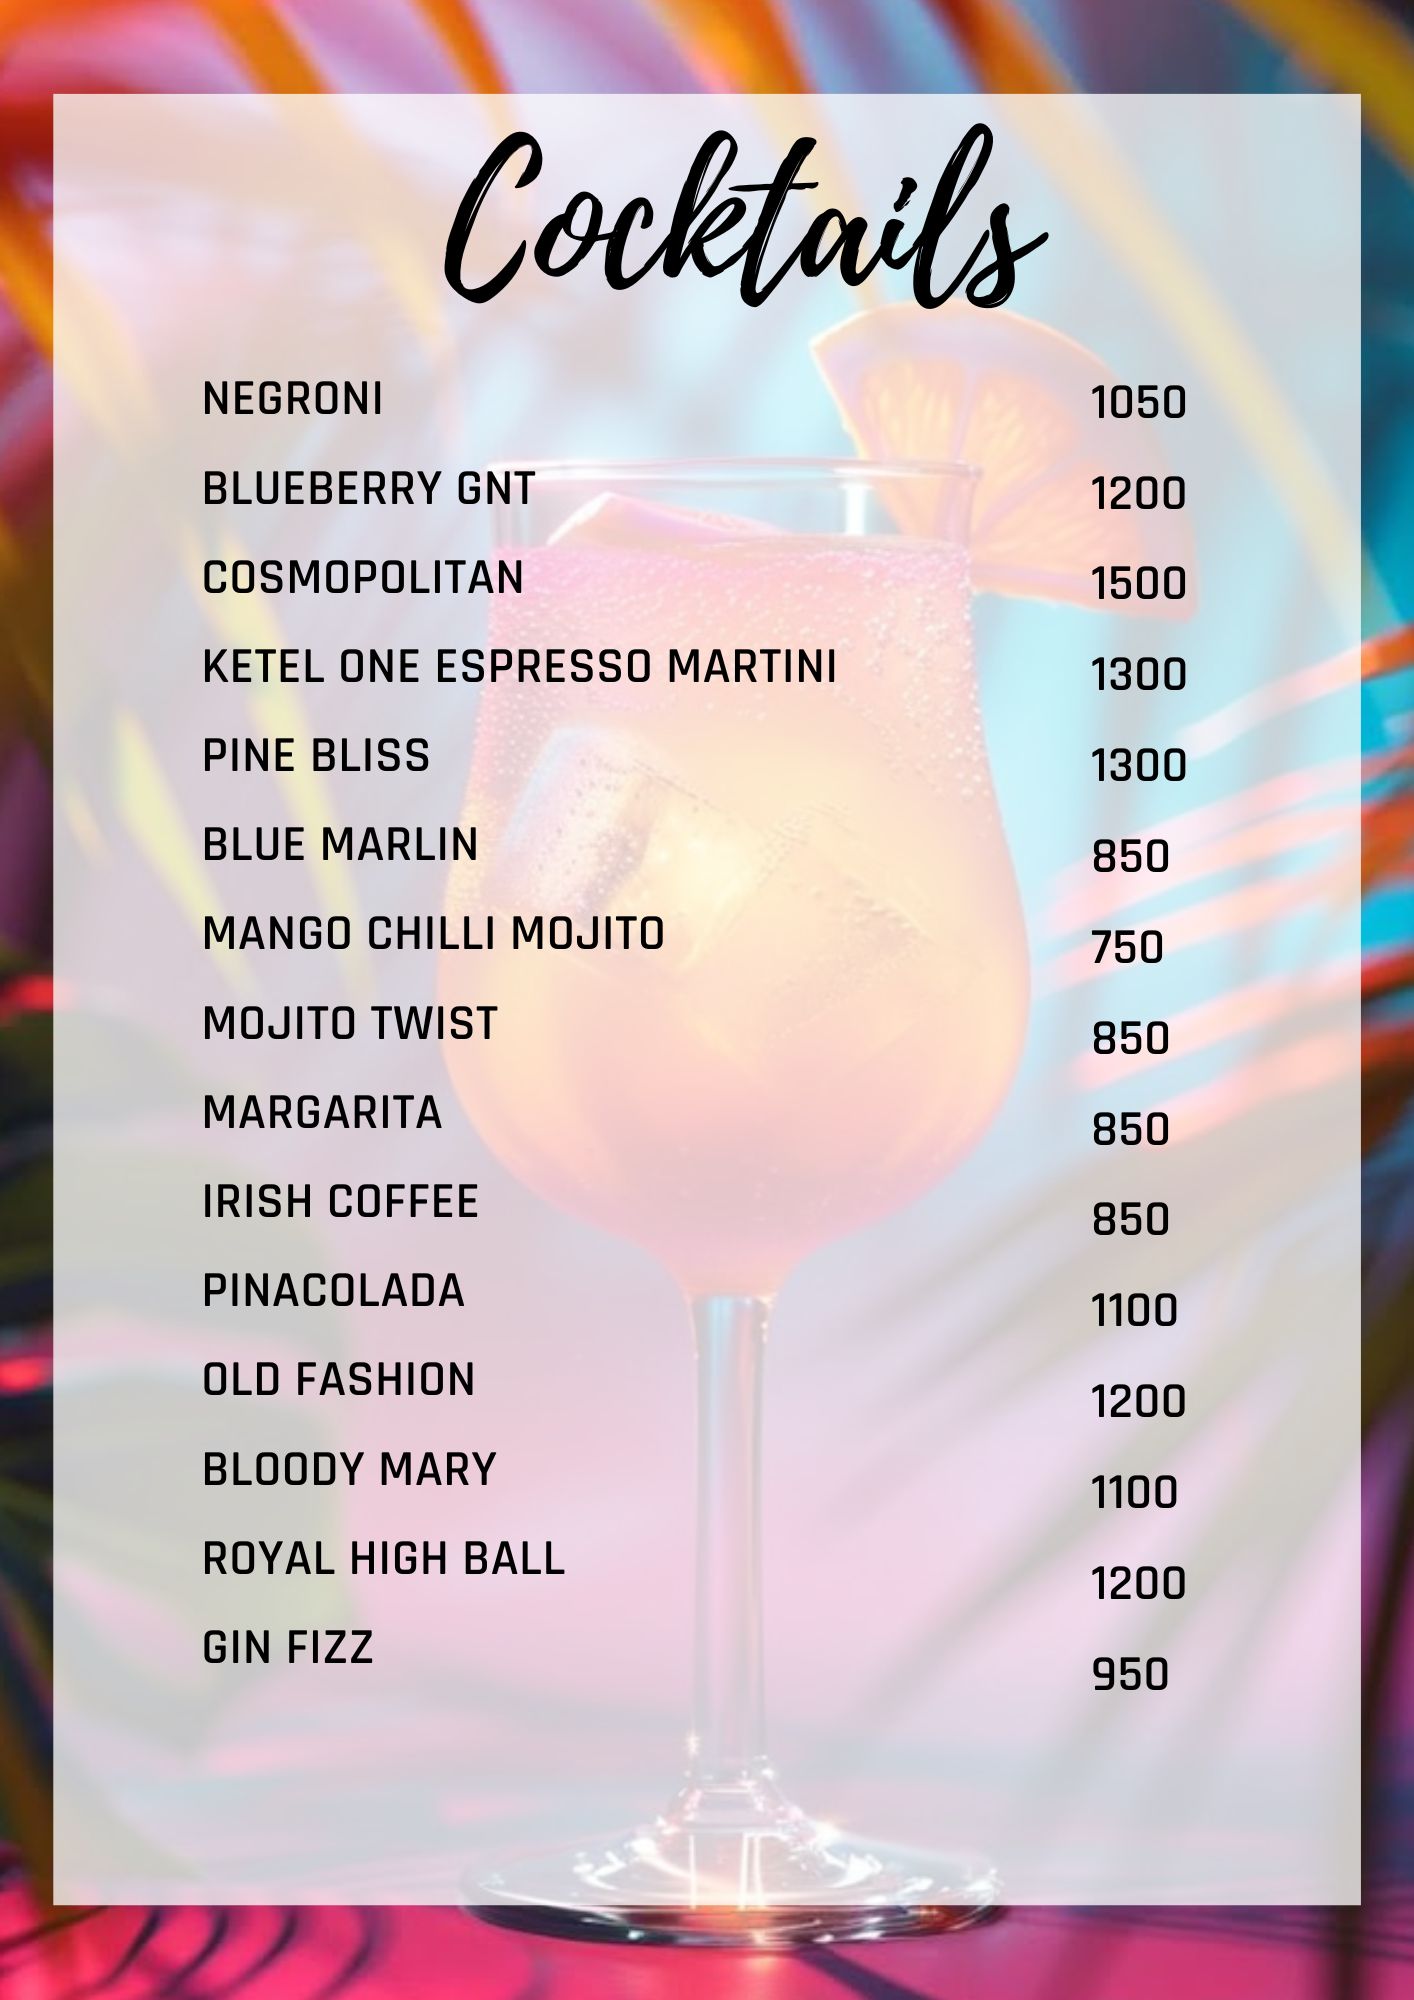 Cocktails
NEGRONI 1050
BLUEBERRY GNT 1200
COSMOPOLITAN 1500
KETEL ONE ESPRESSO MARTINI 1300
PINE BLISS 1300
BLUE MARLIN 850
MANGO CHILLI MOJITO 750
MOJITO TWIST 850
MARGARITA 850
IRISH COFFEE 850
PINACOLADA 1100
OLD FASHION 1200
BLOODY MARY 1100
ROYAL HIGH BALL 1200
GIN FIZZ 950